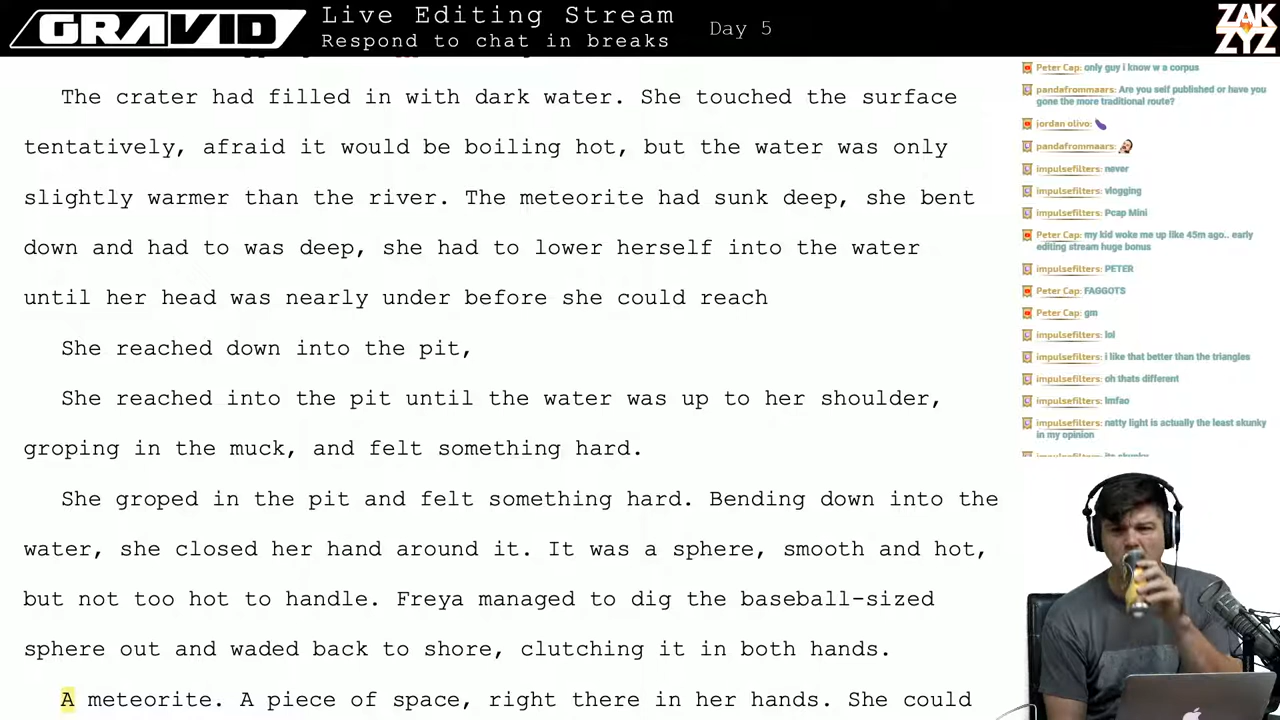 GRAVID
Live Editing Stream
Respond to chat in breaks
Day 5
ZAK
ZYZ
The crater had filled in with dark water. She touched the surface
tentatively, afraid it would be boiling hot, but the water was only
slightly warmer than the river. The meteorite had sunk deep, she bent
down and had to was deep, she had to lower herself into the water
until her head was nearly under before she could reach
She reached down into the pit,
She reached into the pit until the water was up to her shoulder,
groping in the muck, and felt something hard.
She groped in the pit and felt something hard. Bending down into the
water, she closed her hand around it. It was a sphere, smooth and hot,
but not too hot to handle. Freya managed to dig the baseball-sized
sphere out and waded back to shore, clutching it in both hands.
A meteorite. A piece of space, right there in her hands. She could
Peter Cap: only guy i know w a corpus
pandafrommaars: Are you self published or have you
gone the more traditional route?
jordan olivo:
pandafrommaars:
impulsefilters: never
impulsefilters: vlogging
impulsefilters: Pcap Mini
Peter Cap: my kid woke me up like 45m ago.. early
editing stream huge bonus
impulsefilters: PETER
Peter Cap: FAGGOTS
Peter Cap: gm
impulsefilters: lol
impulsefilters: i like that better than the triangles
impulsefilters: oh thats different
impulsefilters: lmfao
impulsefilters: natty light is actually the least skunky
in my opinion